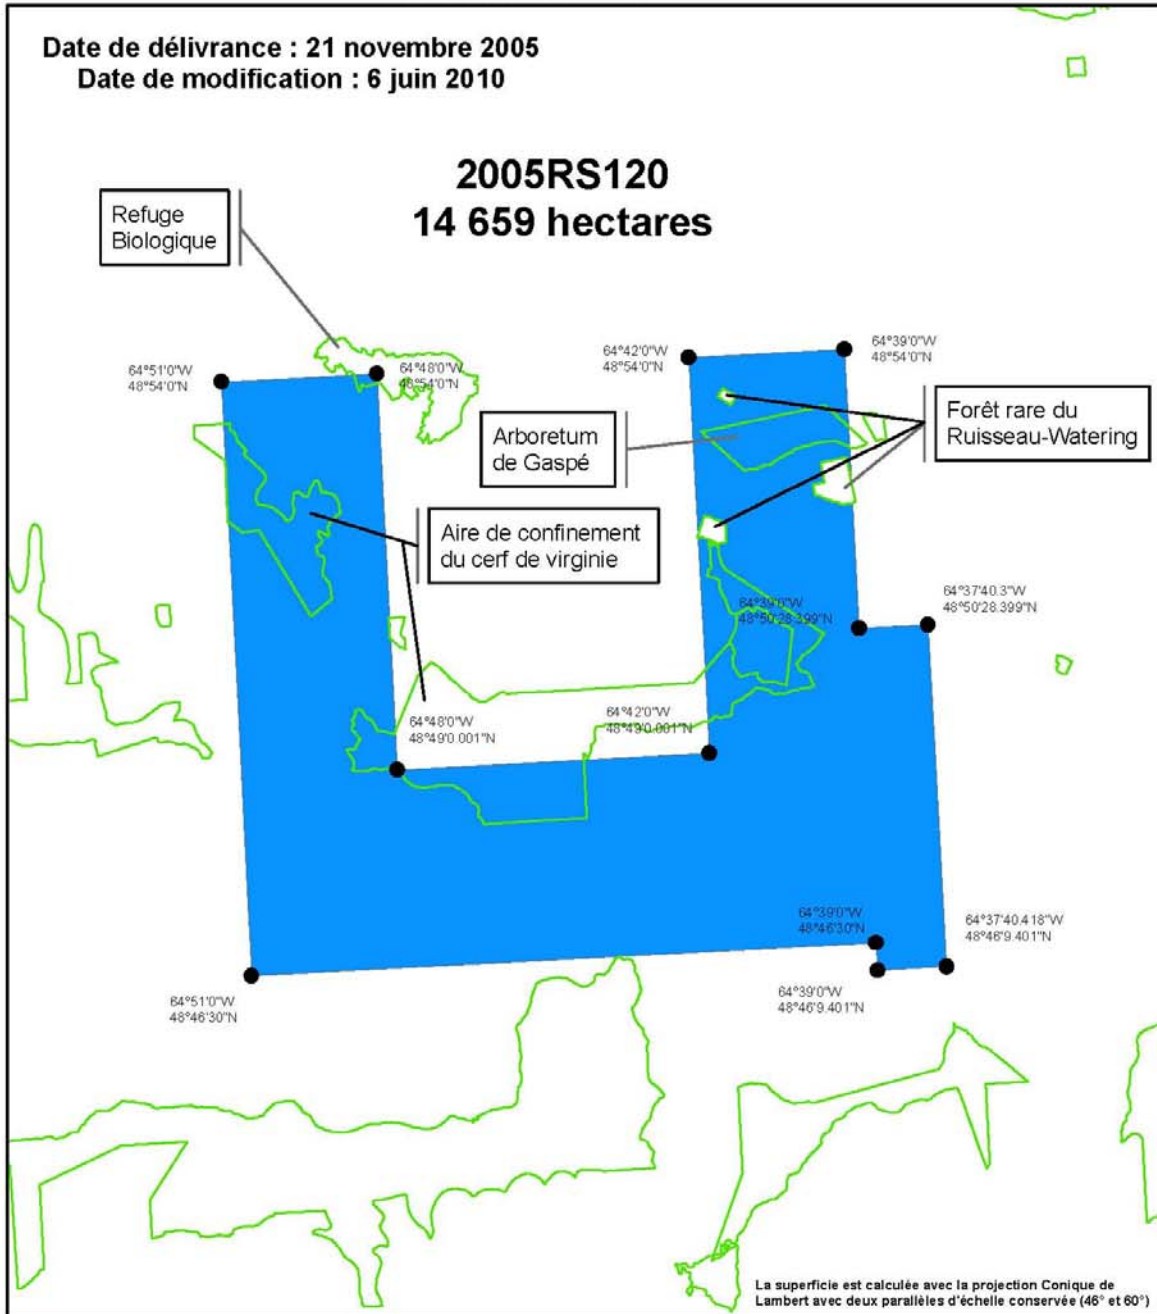 Date de délivrance : 21 novembre 2005
Date de modification : 6 juin 2010
2005RS120
14 659 hectares
Refuge
Biologique
64°51'0"W
48°54'0"N
64°48'0"W
48°54'0"N
64°42'0"W
48°54'0"N
64°39'0"W
48°54'0"N
Arboretum
de Gaspé
Forêt rare du
Ruisseau-Watering
Aire de confinement
du cerf de virginie
64°39'0"W
48°50'28.399"N
64°37'40.3"W
48°50'28.399"N
64°48'0"W
48°49'0.001"N
64°42'0"W
48°49'0.001"N
64°39'0"W
48°46'30"N
64°37'40.418"W
48°46'9.401"N
64°51'0"W
48°46'30"N
64°39'0"W
48°46'9.401"N
La superficie est calculée avec la projection Conique de
Lambert avec deux parallèles d'échelle conservée (46° et 60°)